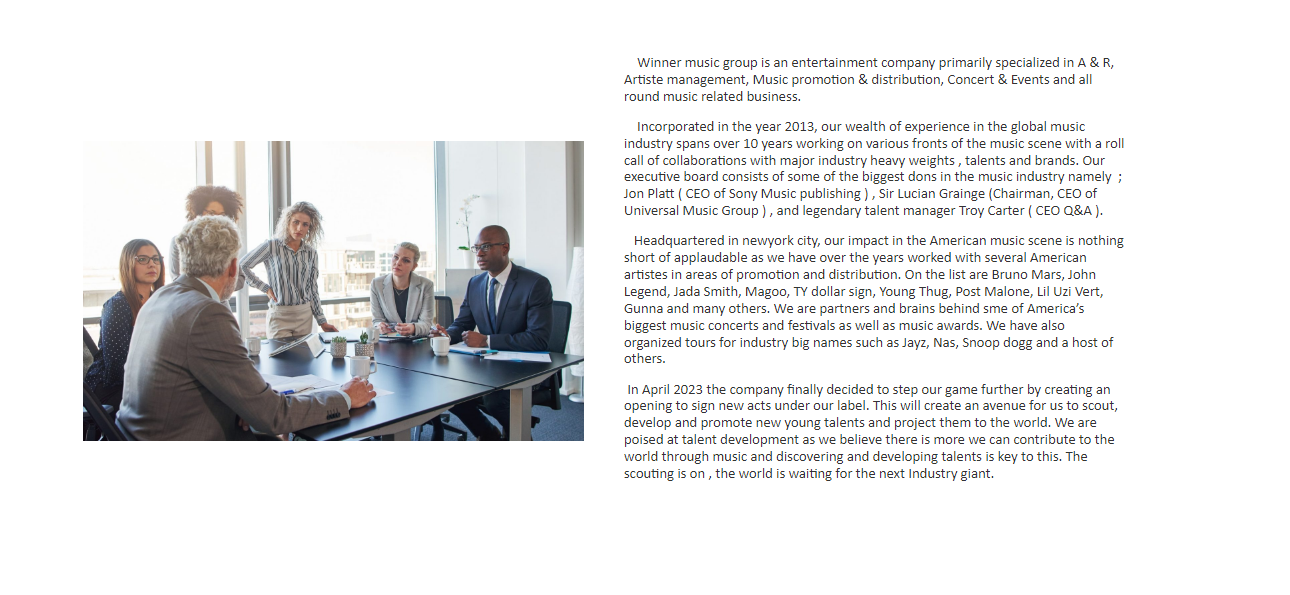 Winner music group is an entertainment company primarily specialized in A & R,
Artiste management, Music promotion & distribution, Concert & Events and all
round music related business.
Incorporated in the year 2013, our wealth of experience in the global music
industry spans over 10 years working on various fronts of the music scene with a roll
call of collaborations with major industry heavy weights , talents and brands. Our
executive board consists of some of the biggest dons in the music industry namely ;
Jon Platt ( CEO of Sony Music publishing ) , Sir Lucian Grainge (Chairman, CEO of
Universal Music Group ) , and legendary talent manager Troy Carter ( CEO Q&A ).
Headquartered in newyork city, our impact in the American music scene is nothing
short of applaudable as we have over the years worked with several American
artistes in areas of promotion and distribution. On the list are Bruno Mars, John
Legend, Jada Smith, Magoo, TY dollar sign, Young Thug, Post Malone, Lil Uzi Vert,
Gunna and many others. We are partners and brains behind sme of America’s
biggest music concerts and festivals as well as music awards. We have also
organized tours for industry big names such as Jayz, Nas, Snoop dogg and a host of
others.
In April 2023 the company finally decided to step our game further by creating an
opening to sign new acts under our label. This will create an avenue for us to scout,
develop and promote new young talents and project them to the world. We are
poised at talent development as we believe there is more we can contribute to the
world through music and discovering and developing talents is key to this. The
scouting is on , the world is waiting for the next Industry giant.